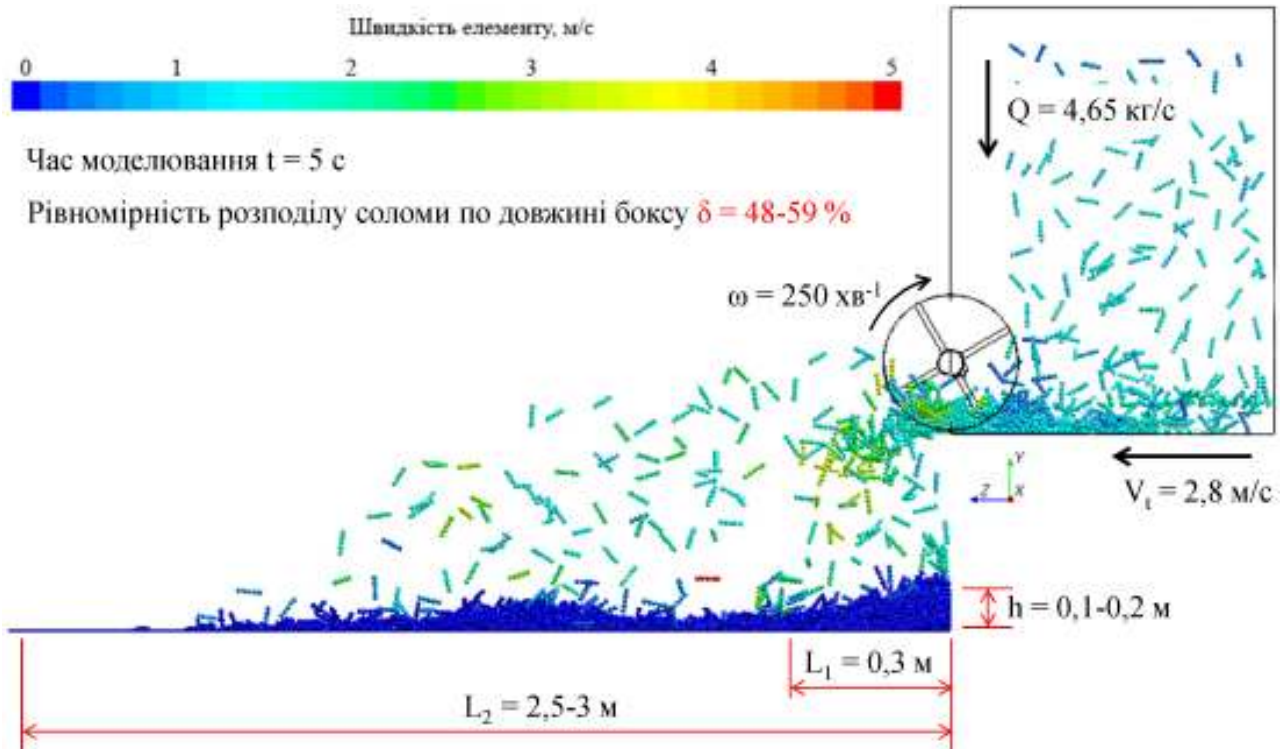 Швидкість елементу, м/с
0 1 2 3 4 5
Q = 4,65 кг/с
Час моделювання t = 5 с
Рівномірність розподілу соломи по довжині боксу δ = 48-59 %
ω = 250 хв⁻¹
Y
Z X
Vₜ = 2,8 м/с
h = 0,1-0,2 м
L₁ = 0,3 м
L₂ = 2,5-3 м